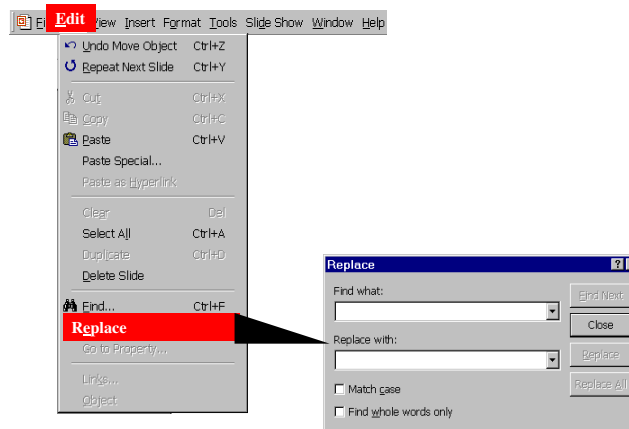 Edit View Insert Format Tools Slide Show Window Help
Undo Move Object Ctrl+Z
Repeat Next Slide Ctrl+Y
Cut Ctrl+X
Copy Ctrl+C
Paste Ctrl+V
Paste Special...
Paste as Hyperlink
Clear Del
Select All Ctrl+A
Duplicate Ctrl+D
Delete Slide
Find... Ctrl+F
Replace
Go to Property...
Links...
Object
Replace
Find what:
Find Next
Close
Replace with:
Replace
Replace All
Match case
Find whole words only